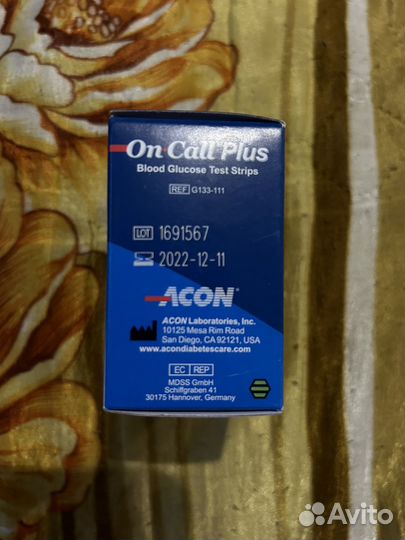 On Call Plus
Blood Glucose Test Strips
REF G133-111
LOT 1691567
2022-12-11
ACON®
ACON Laboratories, Inc.
10125 Mesa Rim Road
San Diego, CA 92121, USA
www.acondiabetescare.com
EC REP
MDSS GmbH
Schiffgraben 41
30175 Hannover, Germany
Avito